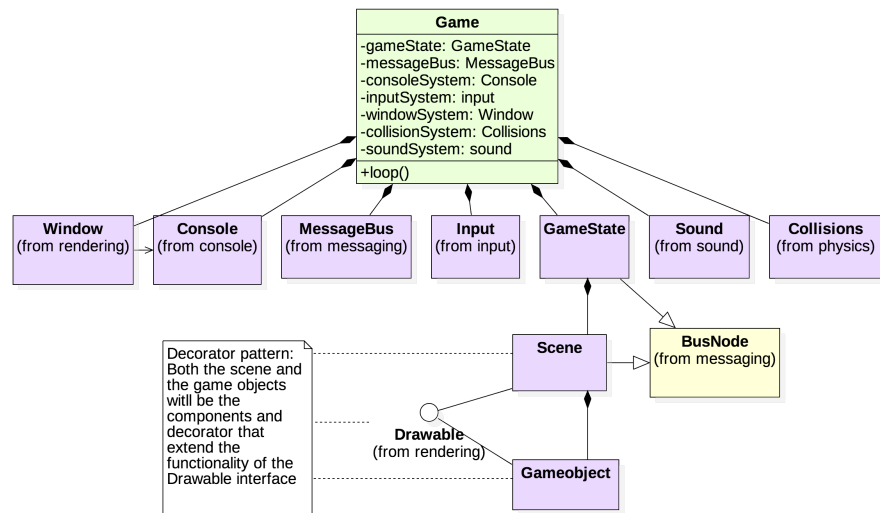 Game
-gameState: GameState
-messageBus: MessageBus
-consoleSystem: Console
-inputSystem: input
-windowSystem: Window
-collisionSystem: Collisions
-soundSystem: sound
+loop()
Window
(from rendering)
Console
(from console)
MessageBus
(from messaging)
Input
(from input)
GameState
Sound
(from sound)
Collisions
(from physics)
Scene
BusNode
(from messaging)
Decorator pattern:
Both the scene and
the game objects
witll be the
components and
decorator that
extend the
functionality of the
Drawable interface
Drawable
(from rendering)
Gameobject